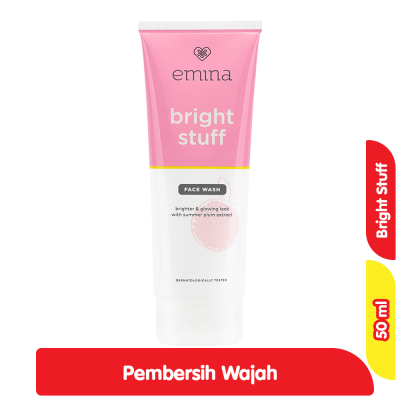 emina
bright
stuff
FACE WASH
brighter & glowing look
with summer plum extract
DERMATOLOGICALLY TESTED
Bright Stuff
50 ml
Pembersih Wajah